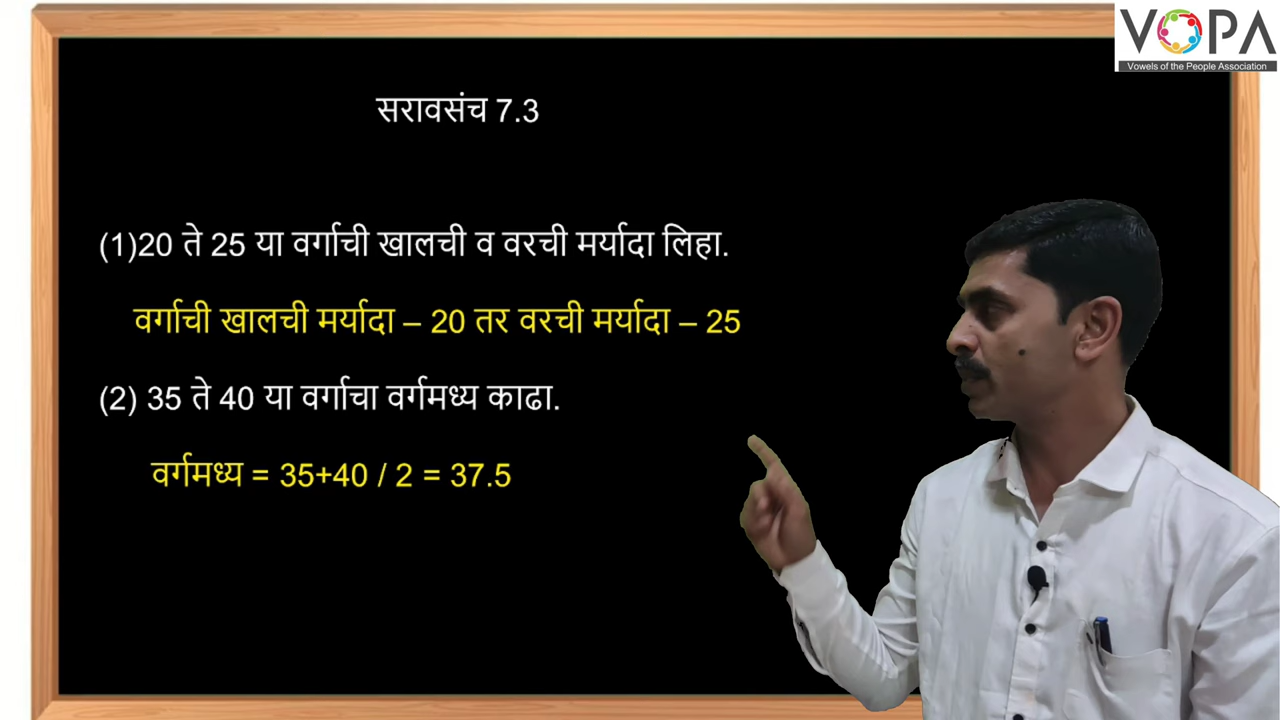 VOPA
Vowels of the People Association
सरावसंच 7.3
(1)20 ते 25 या वर्गाची खालची व वरची मर्यादा लिहा.
वर्गाची खालची मर्यादा – 20 तर वरची मर्यादा – 25
(2) 35 ते 40 या वर्गाचा वर्गमध्य काढा.
वर्गमध्य = 35+40 / 2 = 37.5